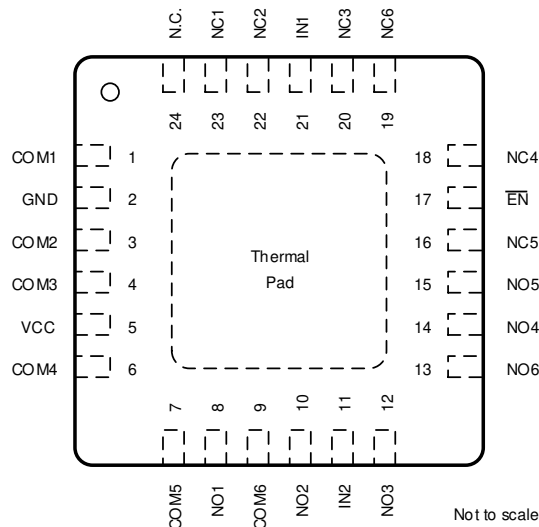 N.C.
NC1
NC2
IN1
NC3
NC6
24
23
22
21
20
19
COM1 1
GND 2
COM2 3
COM3 4
VCC 5
COM4 6
Thermal
Pad
18 NC4
17 E̅N̅
16 NC5
15 NO5
14 NO4
13 NO6
7
8
9
10
11
12
COM5
NO1
COM6
NO2
IN2
NO3
Not to scale